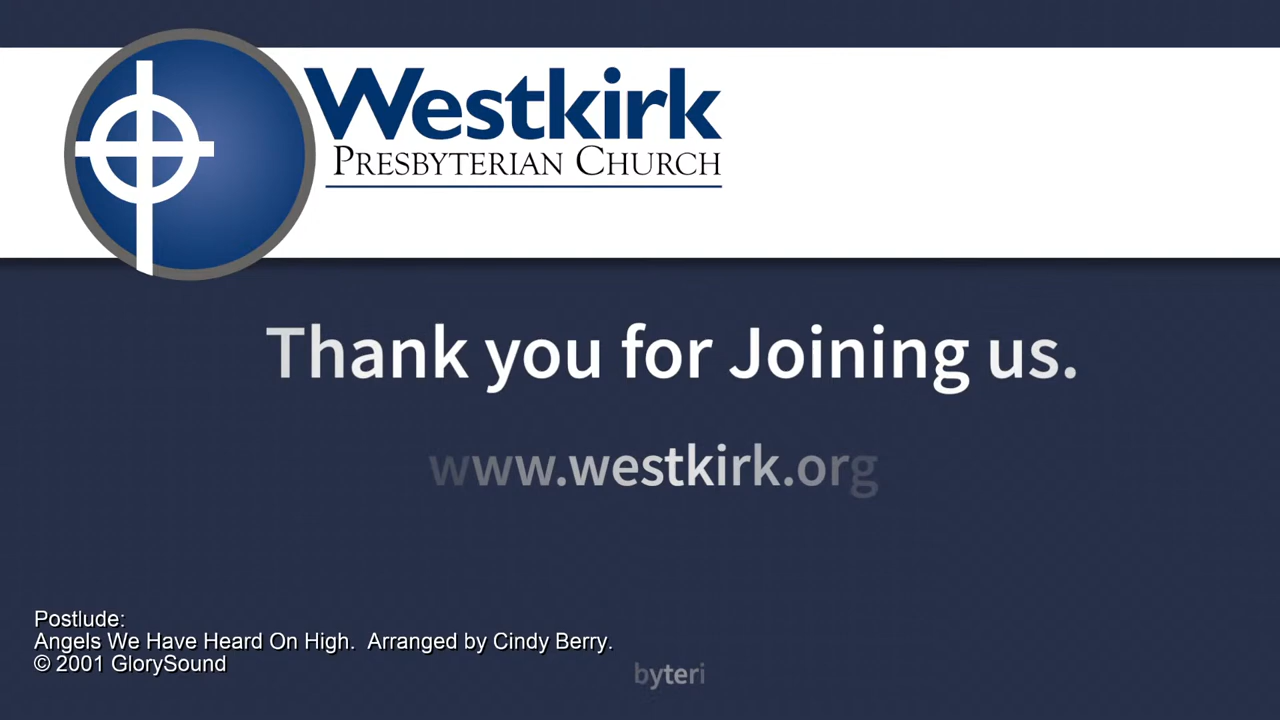 Westkirk
PRESBYTERIAN CHURCH
Thank you for Joining us.
www.westkirk.org
Postlude:
Angels We Have Heard On High.  Arranged by Cindy Berry.
© 2001 GlorySound
byteri